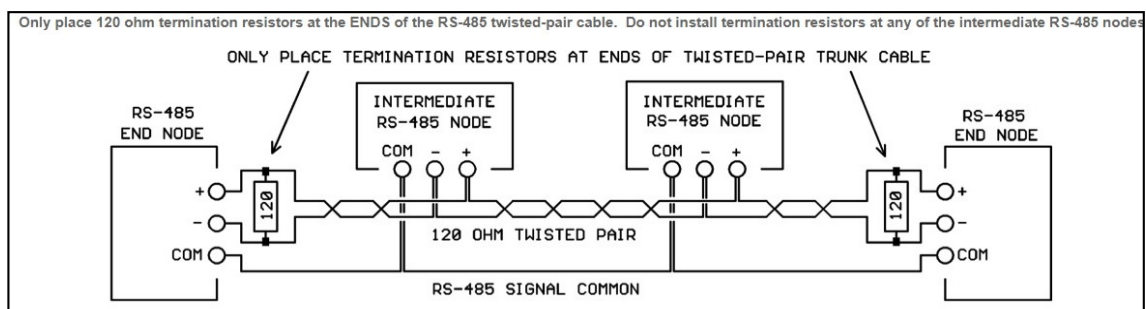 Only place 120 ohm termination resistors at the ENDS of the RS-485 twisted-pair cable.  Do not install termination resistors at any of the intermediate RS-485 nodes
ONLY PLACE TERMINATION RESISTORS AT ENDS OF TWISTED-PAIR TRUNK CABLE
RS-485
END NODE
INTERMEDIATE
RS-485 NODE
COM - +
INTERMEDIATE
RS-485 NODE
COM - +
RS-485
END NODE
+
-
COM
120
120
+
-
COM
120 OHM TWISTED PAIR
RS-485 SIGNAL COMMON